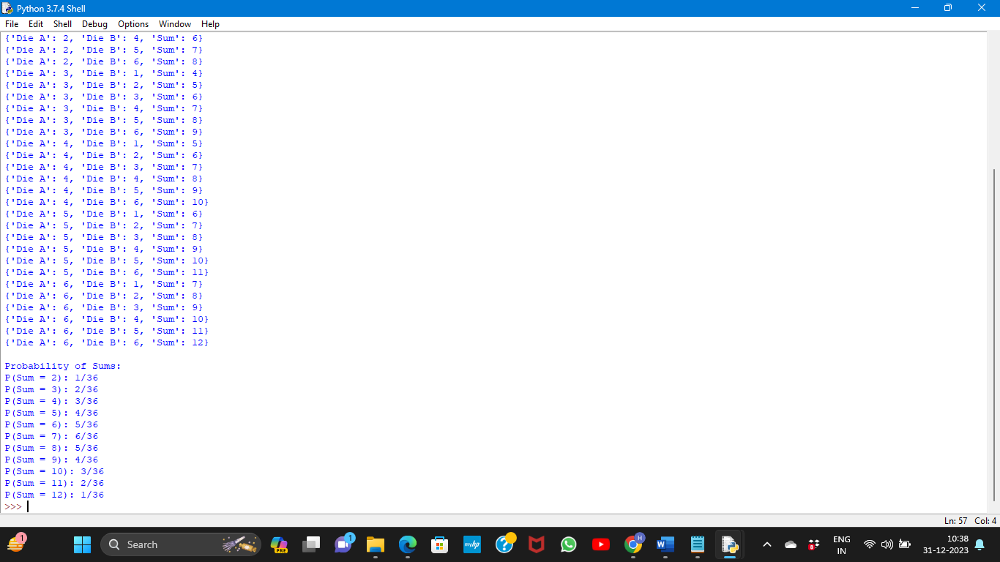 Python 3.7.4 Shell
File Edit Shell Debug Options Window Help
{'Die A': 2, 'Die B': 4, 'Sum': 6}
{'Die A': 2, 'Die B': 5, 'Sum': 7}
{'Die A': 2, 'Die B': 6, 'Sum': 8}
{'Die A': 3, 'Die B': 1, 'Sum': 4}
{'Die A': 3, 'Die B': 2, 'Sum': 5}
{'Die A': 3, 'Die B': 3, 'Sum': 6}
{'Die A': 3, 'Die B': 4, 'Sum': 7}
{'Die A': 3, 'Die B': 5, 'Sum': 8}
{'Die A': 3, 'Die B': 6, 'Sum': 9}
{'Die A': 4, 'Die B': 1, 'Sum': 5}
{'Die A': 4, 'Die B': 2, 'Sum': 6}
{'Die A': 4, 'Die B': 3, 'Sum': 7}
{'Die A': 4, 'Die B': 4, 'Sum': 8}
{'Die A': 4, 'Die B': 5, 'Sum': 9}
{'Die A': 4, 'Die B': 6, 'Sum': 10}
{'Die A': 5, 'Die B': 1, 'Sum': 6}
{'Die A': 5, 'Die B': 2, 'Sum': 7}
{'Die A': 5, 'Die B': 3, 'Sum': 8}
{'Die A': 5, 'Die B': 4, 'Sum': 9}
{'Die A': 5, 'Die B': 5, 'Sum': 10}
{'Die A': 5, 'Die B': 6, 'Sum': 11}
{'Die A': 6, 'Die B': 1, 'Sum': 7}
{'Die A': 6, 'Die B': 2, 'Sum': 8}
{'Die A': 6, 'Die B': 3, 'Sum': 9}
{'Die A': 6, 'Die B': 4, 'Sum': 10}
{'Die A': 6, 'Die B': 5, 'Sum': 11}
{'Die A': 6, 'Die B': 6, 'Sum': 12}
Probability of Sums:
P(Sum = 2): 1/36
P(Sum = 3): 2/36
P(Sum = 4): 3/36
P(Sum = 5): 4/36
P(Sum = 6): 5/36
P(Sum = 7): 6/36
P(Sum = 8): 5/36
P(Sum = 9): 4/36
P(Sum = 10): 3/36
P(Sum = 11): 2/36
P(Sum = 12): 1/36
>>>
Ln: 57 Col: 4
1
Search
PRE
1
myhp
?
H
W
8
ENG
IN
10:38
31-12-2023